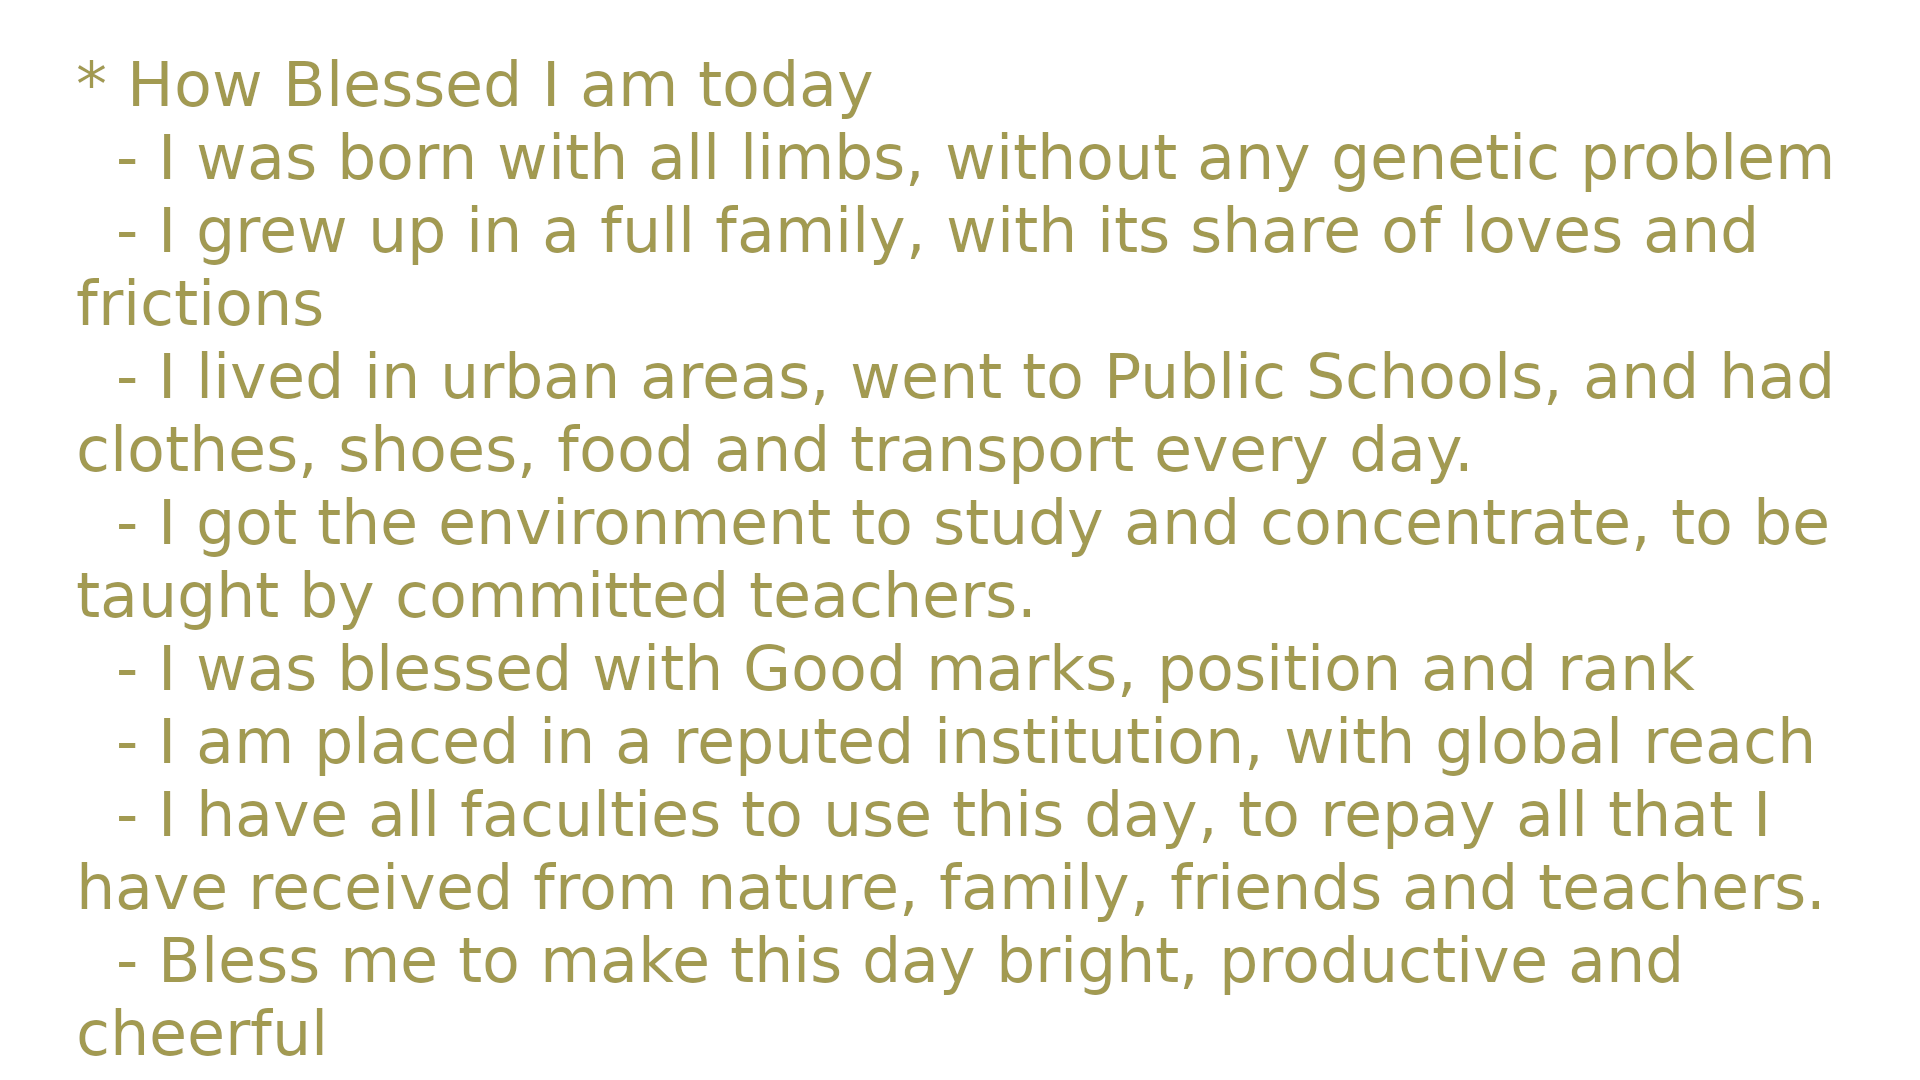 * How Blessed I am today
- I was born with all limbs, without any genetic problem
- I grew up in a full family, with its share of loves and
frictions
- I lived in urban areas, went to Public Schools, and had
clothes, shoes, food and transport every day.
- I got the environment to study and concentrate, to be
taught by committed teachers.
- I was blessed with Good marks, position and rank
- I am placed in a reputed institution, with global reach
- I have all faculties to use this day, to repay all that I
have received from nature, family, friends and teachers.
- Bless me to make this day bright, productive and
cheerful